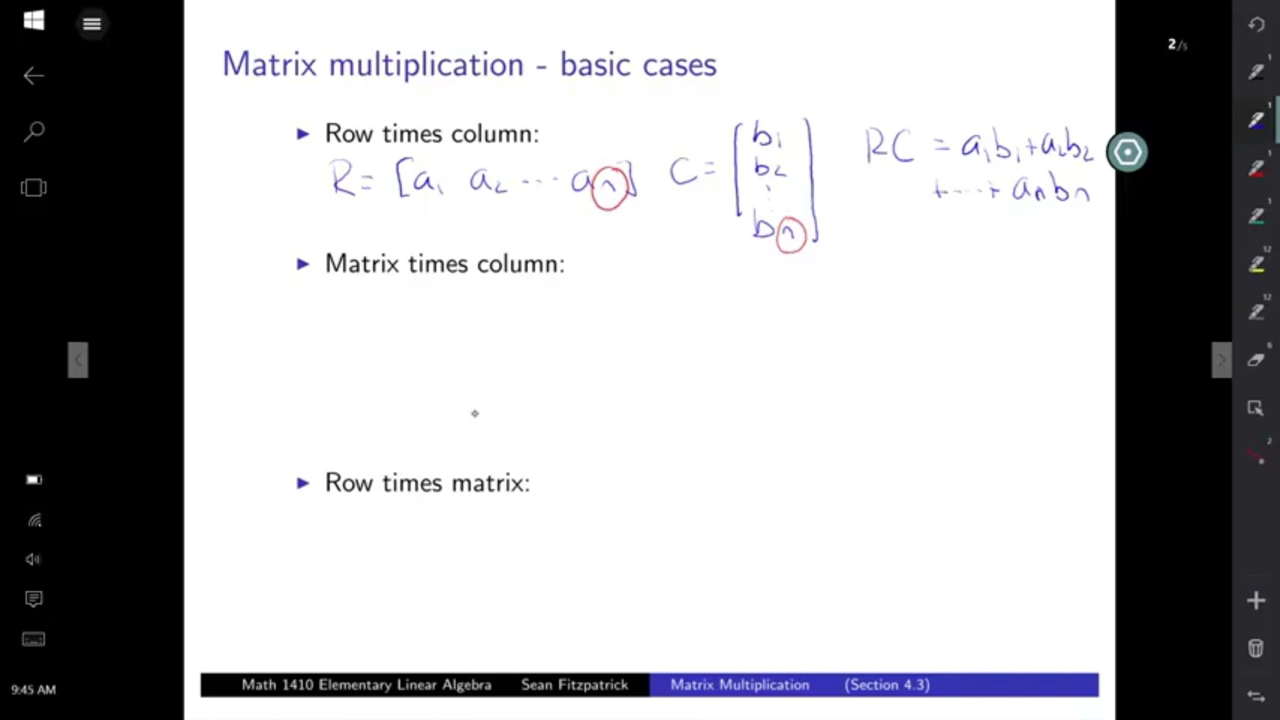 Matrix multiplication - basic cases
2/5
▶ Row times column:
R = [a₁ a₂ ⋯ aₙ] C = [b₁ b₂ ⋮ bₙ] RC = a₁b₁+a₂b₂
+⋯+ aₙbₙ
▶ Matrix times column:
▶ Row times matrix:
Math 1410 Elementary Linear Algebra Sean Fitzpatrick Matrix Multiplication (Section 4.3)
9:45 AM